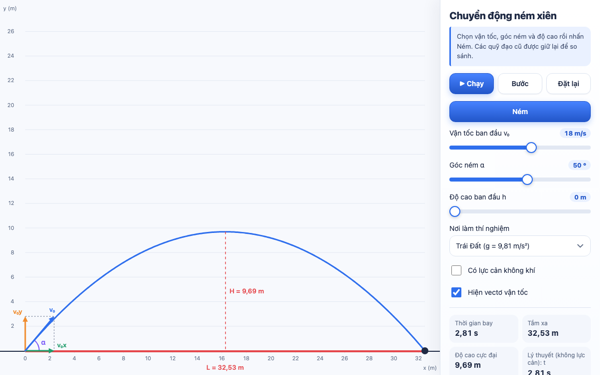 y (m)
26
24
22
20
18
16
14
12
10
8
6
4
2
H = 9,69 m
v₀y
v₀
α
v₀x
0
2
4
6
8
10
12
14
16
18
20
22
24
26
28
30
32
x (m)
L = 32,53 m
Chuyển động ném xiên
Chọn vận tốc, góc ném và độ cao rồi nhấn
Ném. Các quỹ đạo cũ được giữ lại để so
sánh.
▶ Chạy
Bước
Đặt lại
Ném
Vận tốc ban đầu v₀
18 m/s
Góc ném α
50 °
Độ cao ban đầu h
0 m
Nơi làm thí nghiệm
Trái Đất (g = 9,81 m/s²)
Có lực cản không khí
Hiện vectơ vận tốc
Thời gian bay
2,81 s
Tầm xa
32,53 m
Độ cao cực đại
9,69 m
Lý thuyết (không lực
cản): t
2,81 s